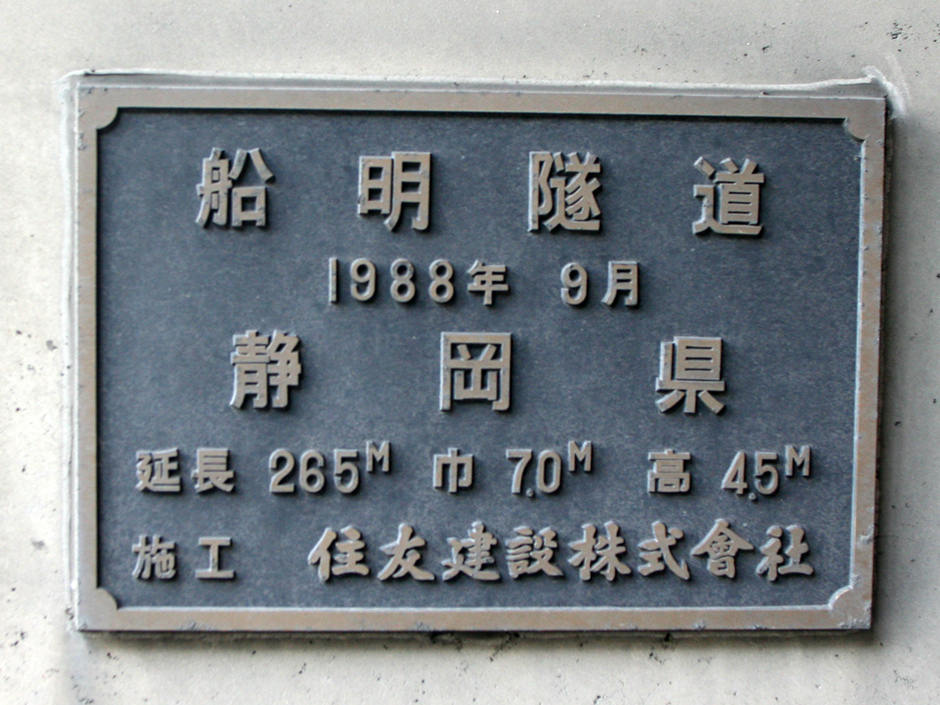 船明隧道
1988年 9月
静岡県
延長 265M 巾 7.0M 高 4.5M
施工 住友建設株式會社